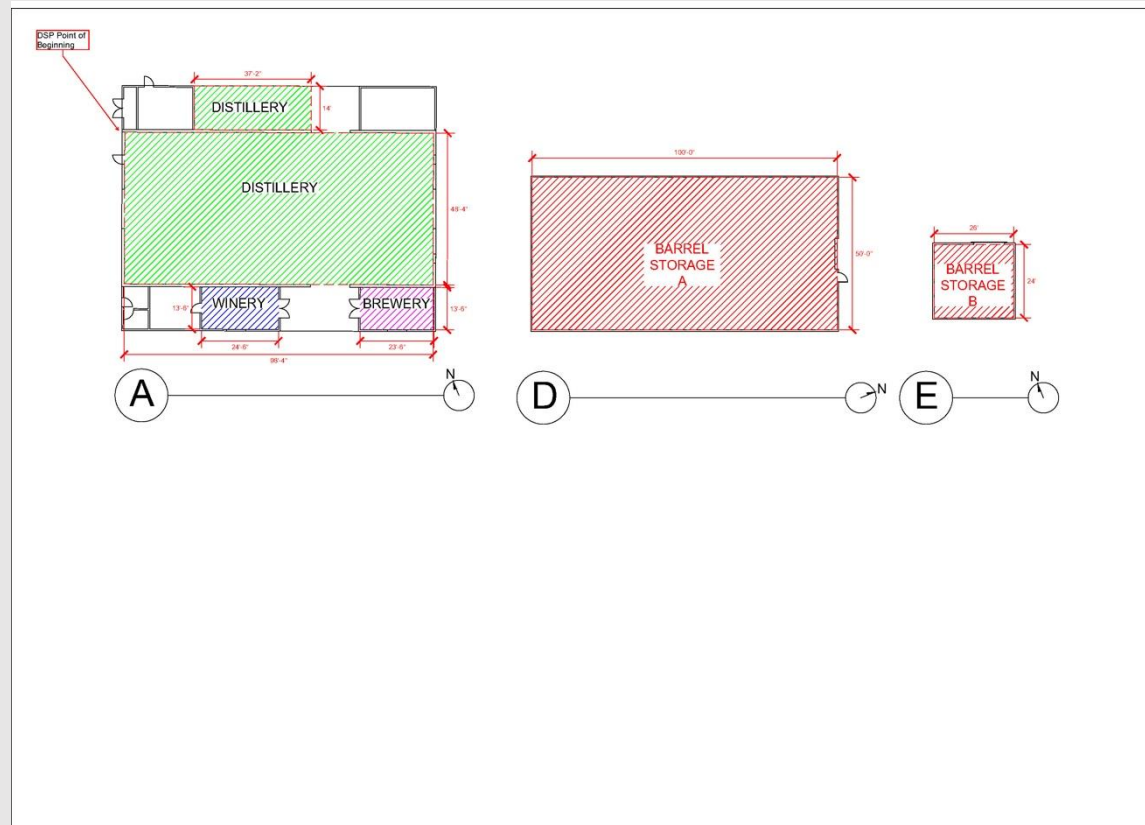 DSP Point of
Beginning
37'-2"
DISTILLERY
14'
DISTILLERY
48'-4"
13'-6"
WINERY
BREWERY
13'-6"
24'-6"
23'-6"
99'-4"
A
N
100'-0"
BARREL
STORAGE
A
50'-0"
D
N
26'
BARREL
STORAGE
B
24'
E
N